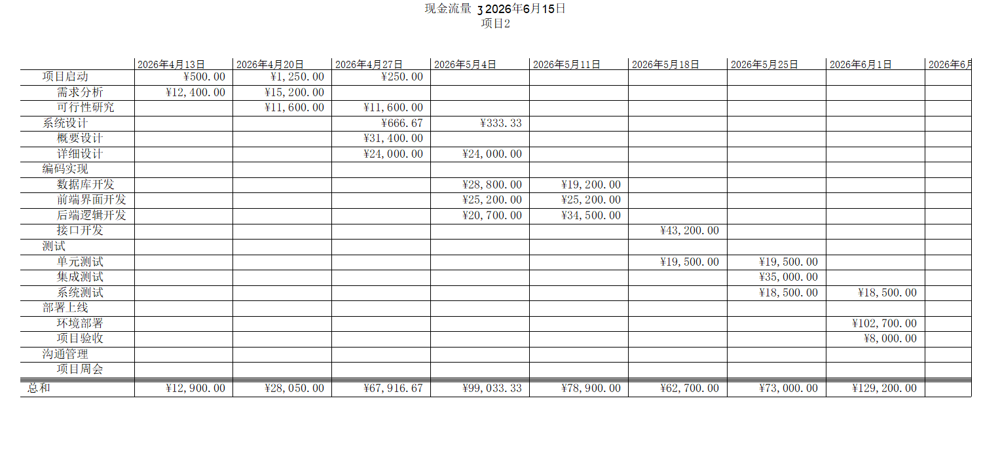 现金流量 3 2026年6月15日
项目2
2026年4月13日 2026年4月20日 2026年4月27日 2026年5月4日 2026年5月11日 2026年5月18日 2026年5月25日 2026年6月1日 2026年6月
项目启动 ¥500.00 ¥1,250.00 ¥250.00
需求分析 ¥12,400.00 ¥15,200.00
可行性研究 ¥11,600.00 ¥11,600.00
系统设计 ¥666.67 ¥333.33
概要设计 ¥31,400.00
详细设计 ¥24,000.00 ¥24,000.00
编码实现
数据库开发 ¥28,800.00 ¥19,200.00
前端界面开发 ¥25,200.00 ¥25,200.00
后端逻辑开发 ¥20,700.00 ¥34,500.00
接口开发 ¥43,200.00
测试
单元测试 ¥19,500.00 ¥19,500.00
集成测试 ¥35,000.00
系统测试 ¥18,500.00 ¥18,500.00
部署上线
环境部署 ¥102,700.00
项目验收 ¥8,000.00
沟通管理
项目周会
总和 ¥12,900.00 ¥28,050.00 ¥67,916.67 ¥99,033.33 ¥78,900.00 ¥62,700.00 ¥73,000.00 ¥129,200.00